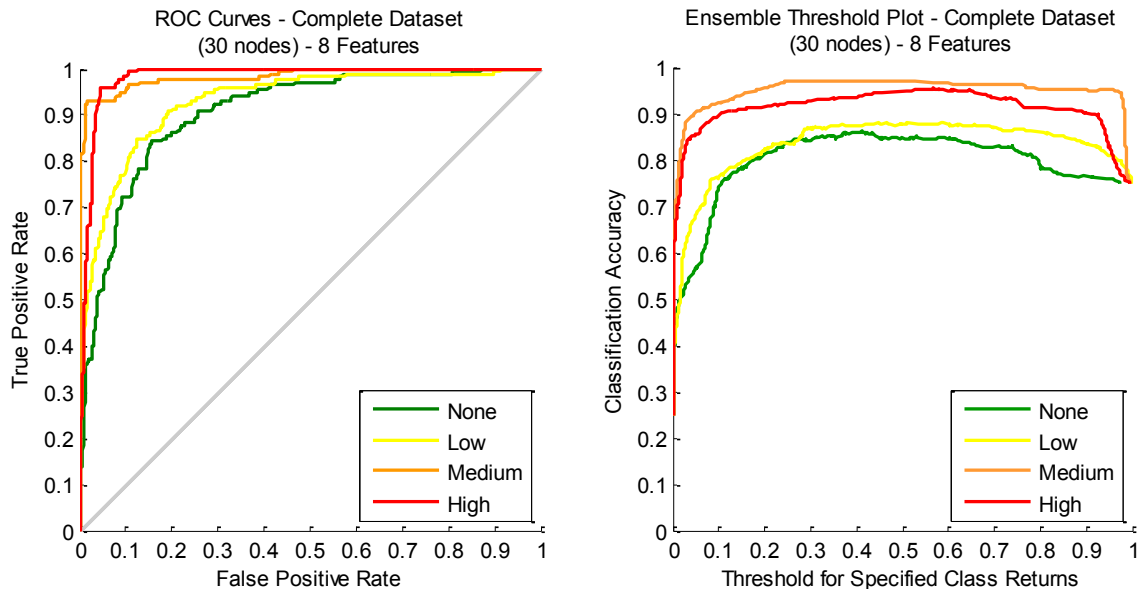 ROC Curves - Complete Dataset
(30 nodes) - 8 Features
1
0.9
0.8
0.7
0.6
0.5
0.4
0.3
0.2
0.1
0
True Positive Rate
None
Low
Medium
High
0 0.1 0.2 0.3 0.4 0.5 0.6 0.7 0.8 0.9 1
False Positive Rate
Ensemble Threshold Plot - Complete Dataset
(30 nodes) - 8 Features
1
0.9
0.8
0.7
0.6
0.5
0.4
0.3
0.2
0.1
0
Classification Accuracy
None
Low
Medium
High
0 0.1 0.2 0.3 0.4 0.5 0.6 0.7 0.8 0.9 1
Threshold for Specified Class Returns